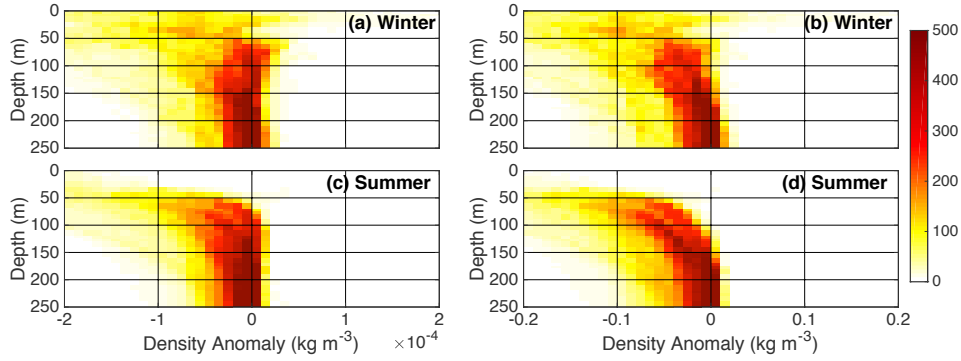 (a) Winter
(b) Winter
0
50
100
150
200
250
Depth (m)
0
50
100
150
200
250
Depth (m)
500
400
300
200
100
0
(c) Summer
(d) Summer
0
50
100
150
200
250
Depth (m)
0
50
100
150
200
250
Depth (m)
-2 -1 0 1 2
-0.2 -0.1 0 0.1 0.2
Density Anomaly (kg m⁻³) ×10⁻⁴
Density Anomaly (kg m⁻³)